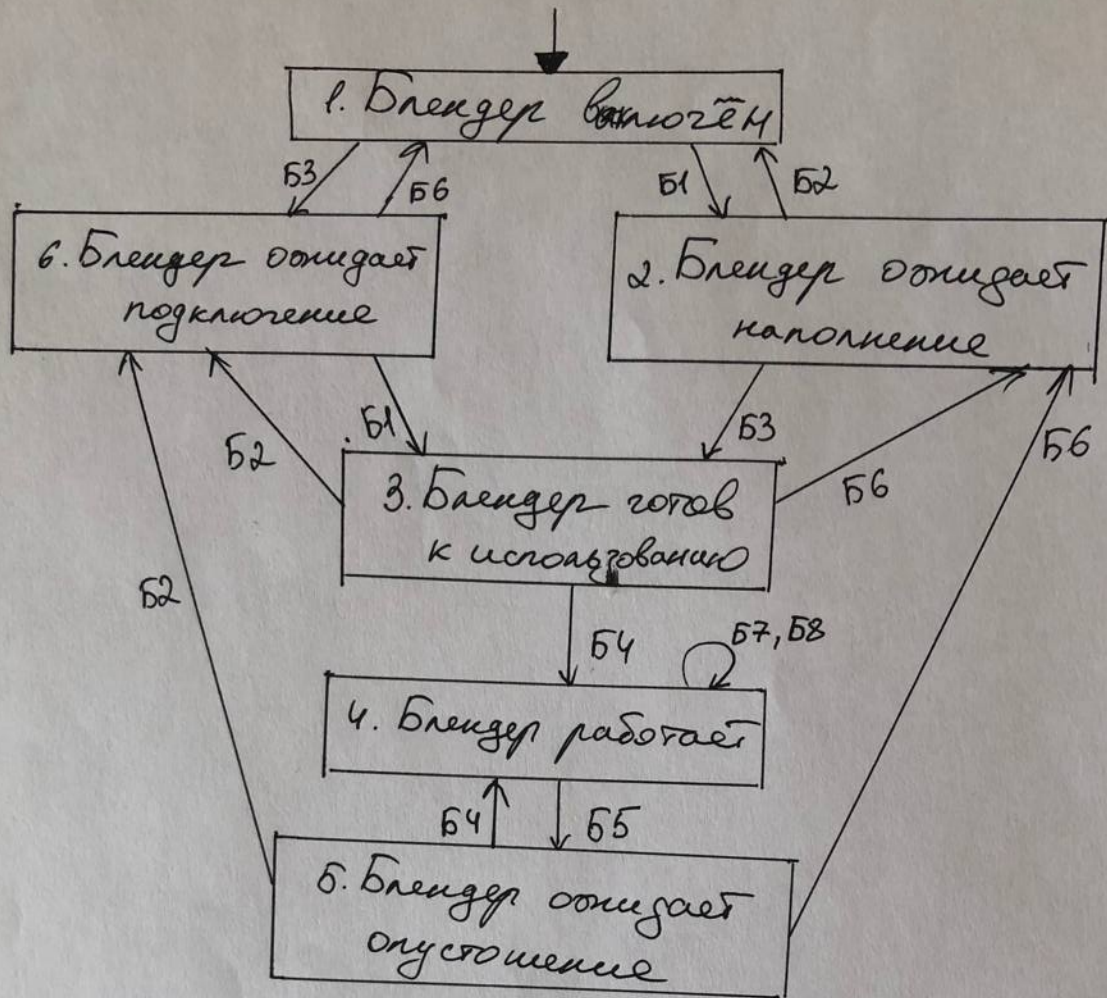 1. Блендер
Б3
Б6
Б1
Б2
6. Блендер ожидает
подключение
2. Блендер ожидает
наполнение
Б2
Б1
Б3
Б6
Б6
3. Блендер готов
к использованию
Б2
Б4
Б7, Б8
4. Блендер работает
Б4
Б5
5. Блендер ожидает
опустошение